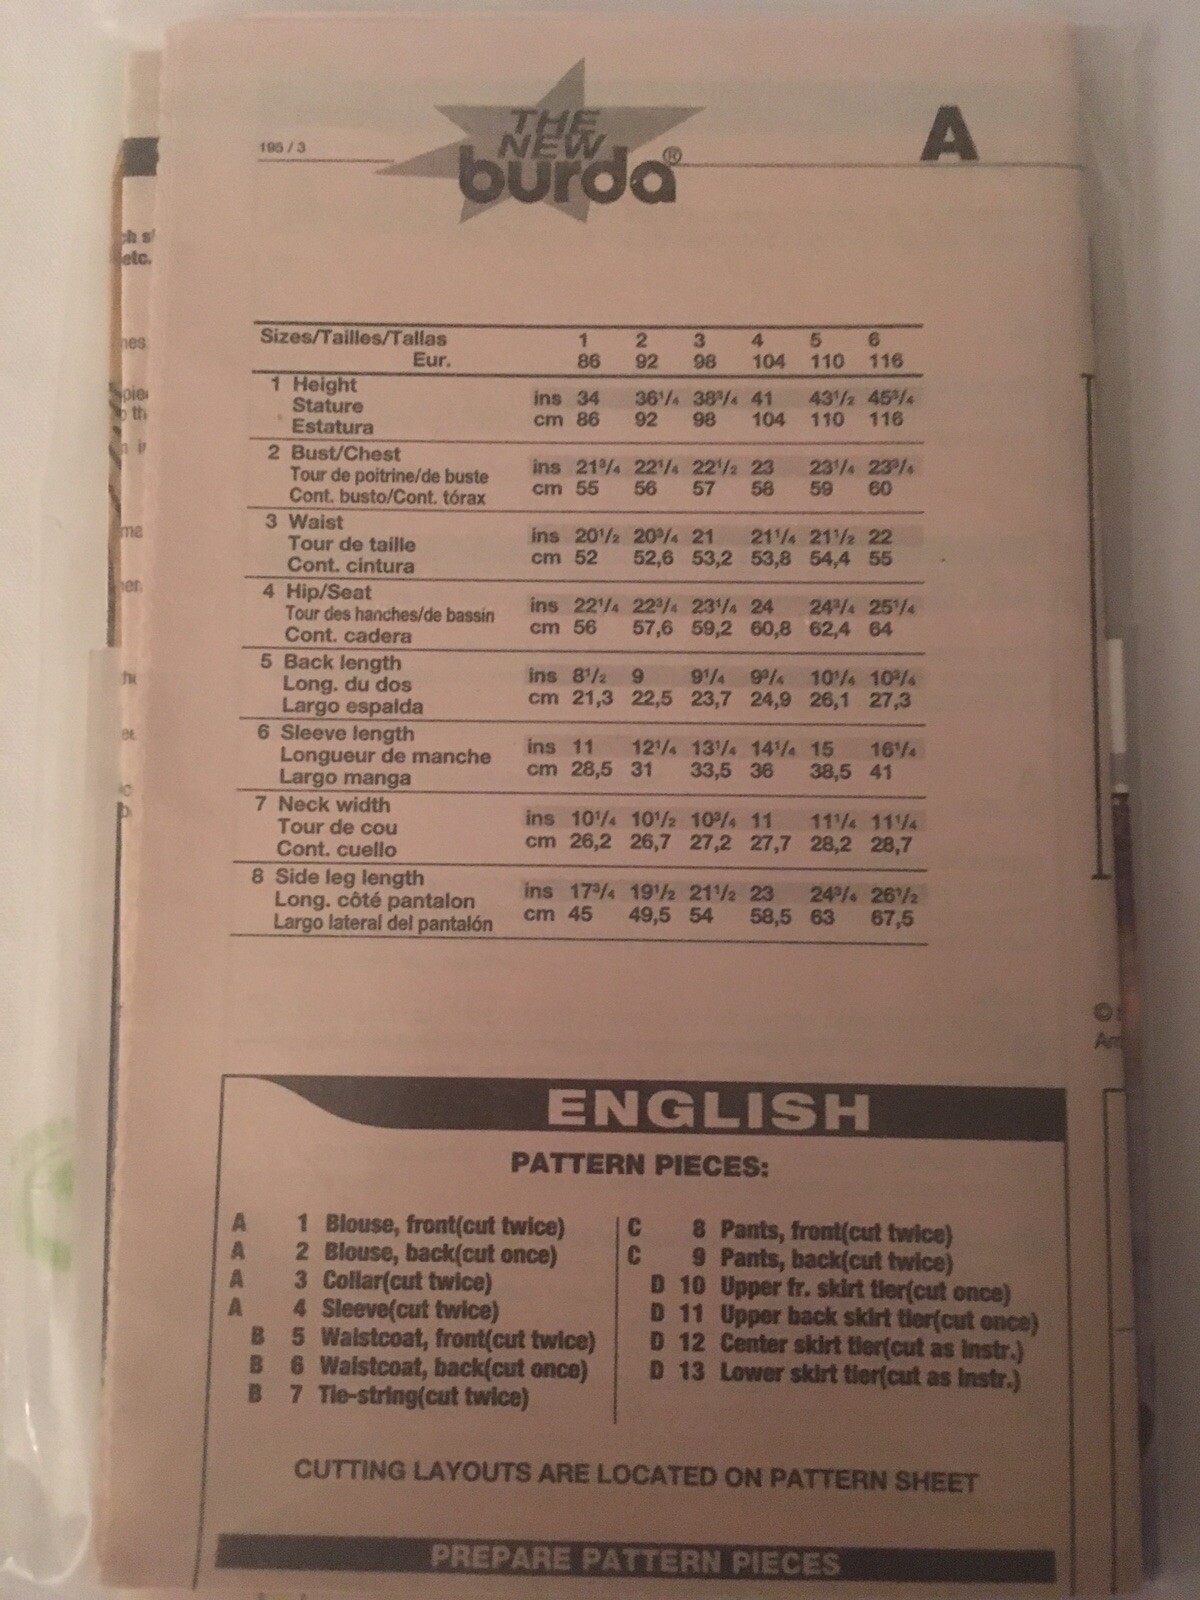 THE
NEW
burda®
195 / 3
A
ch s
etc.
Sizes/Tailles/Tallas 1 2 3 4 5 6
Eur. 86 92 98 104 110 116
1 Height
Stature
Estatura
ins 34 36¹/₄ 38³/₄ 41 43¹/₂ 45³/₄
cm 86 92 98 104 110 116
2 Bust/Chest
Tour de poitrine/de buste
Cont. busto/Cont. tórax
ins 21³/₄ 22¹/₄ 22¹/₂ 23 23¹/₄ 23³/₄
cm 55 56 57 58 59 60
3 Waist
Tour de taille
Cont. cintura
ins 20¹/₂ 20³/₄ 21 21¹/₄ 21¹/₂ 22
cm 52 52,6 53,2 53,8 54,4 55
4 Hip/Seat
Tour des hanches/de bassin
Cont. cadera
ins 22¹/₄ 22³/₄ 23¹/₄ 24 24³/₄ 25¹/₄
cm 56 57,6 59,2 60,8 62,4 64
5 Back length
Long. du dos
Largo espalda
ins 8¹/₂ 9 9¹/₄ 9³/₄ 10¹/₄ 10³/₄
cm 21,3 22,5 23,7 24,9 26,1 27,3
6 Sleeve length
Longueur de manche
Largo manga
ins 11 12¹/₄ 13¹/₄ 14¹/₄ 15 16¹/₄
cm 28,5 31 33,5 36 38,5 41
7 Neck width
Tour de cou
Cont. cuello
ins 10¹/₄ 10¹/₂ 10³/₄ 11 11¹/₄ 11¹/₄
cm 26,2 26,7 27,2 27,7 28,2 28,7
8 Side leg length
Long. côté pantalon
Largo lateral del pantalón
ins 17³/₄ 19¹/₂ 21¹/₂ 23 24³/₄ 26¹/₂
cm 45 49,5 54 58,5 63 67,5
ENGLISH
PATTERN PIECES:
A 1 Blouse, front(cut twice)
A 2 Blouse, back(cut once)
A 3 Collar(cut twice)
A 4 Sleeve(cut twice)
B 5 Waistcoat, front(cut twice)
B 6 Waistcoat, back(cut once)
B 7 Tie-string(cut twice)
C 8 Pants, front(cut twice)
C 9 Pants, back(cut twice)
D 10 Upper fr. skirt tier(cut once)
D 11 Upper back skirt tier(cut once)
D 12 Center skirt tier(cut as instr.)
D 13 Lower skirt tier(cut as instr.)
CUTTING LAYOUTS ARE LOCATED ON PATTERN SHEET
PREPARE PATTERN PIECES